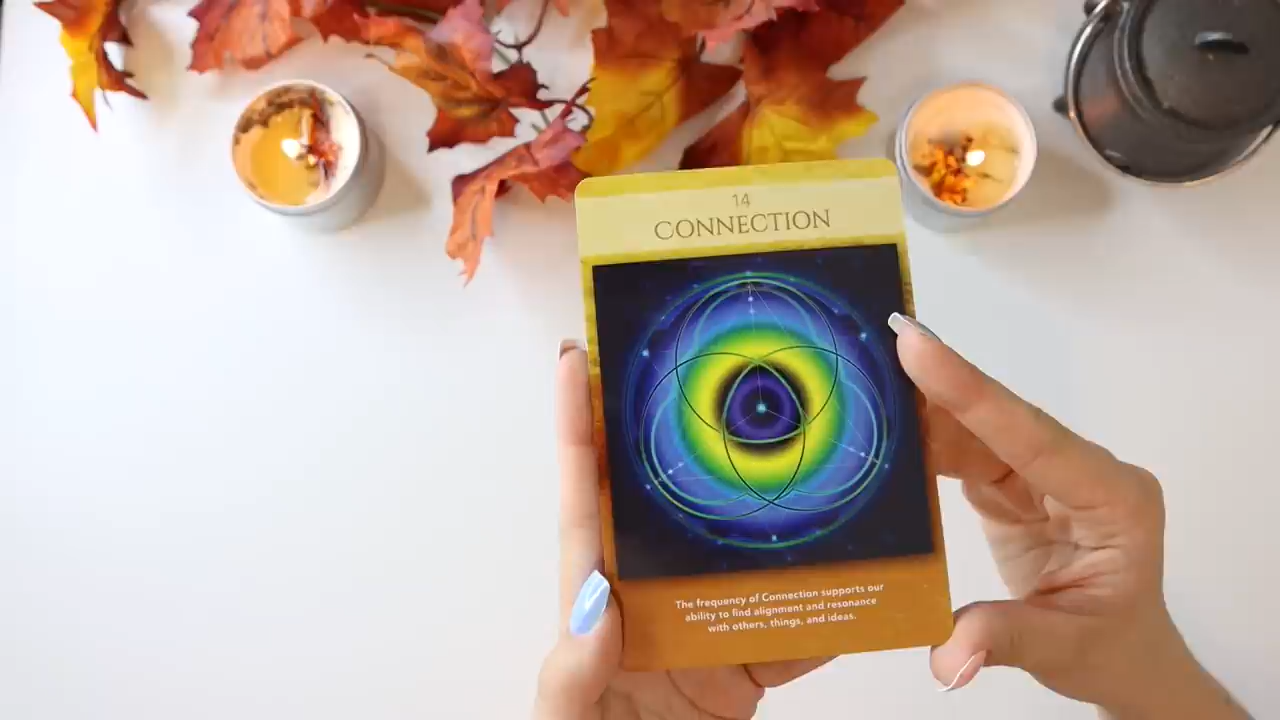 14
CONNECTION
The frequency of Connection supports our
ability to find alignment and resonance
with others, things, and ideas.